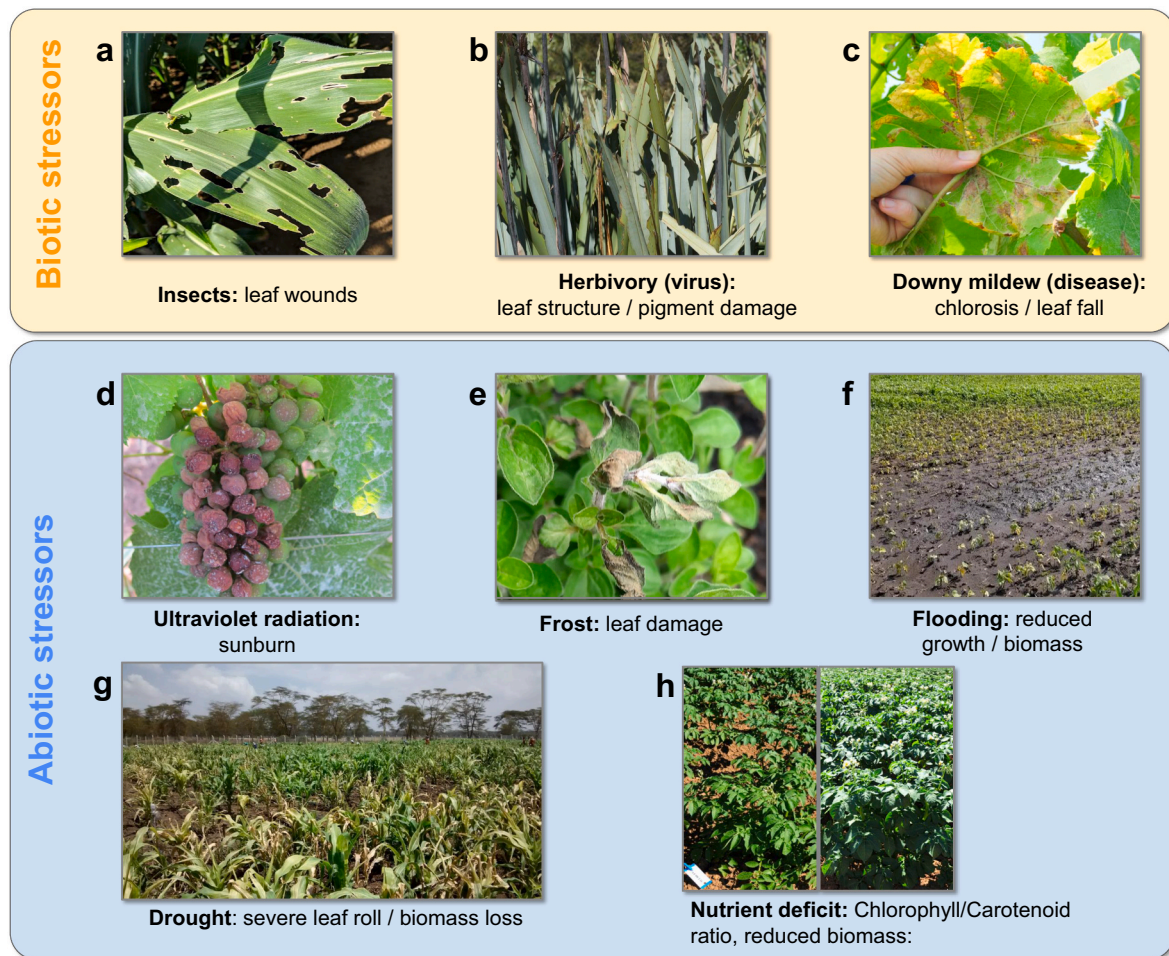 Biotic stressors
a
b
c
Insects: leaf wounds
Herbivory (virus):
leaf structure / pigment damage
Downy mildew (disease):
chlorosis / leaf fall
Abiotic stressors
d
e
f
Ultraviolet radiation:
sunburn
Frost: leaf damage
Flooding: reduced
growth / biomass
g
h
Drought: severe leaf roll / biomass loss
Nutrient deficit: Chlorophyll/Carotenoid
ratio, reduced biomass: